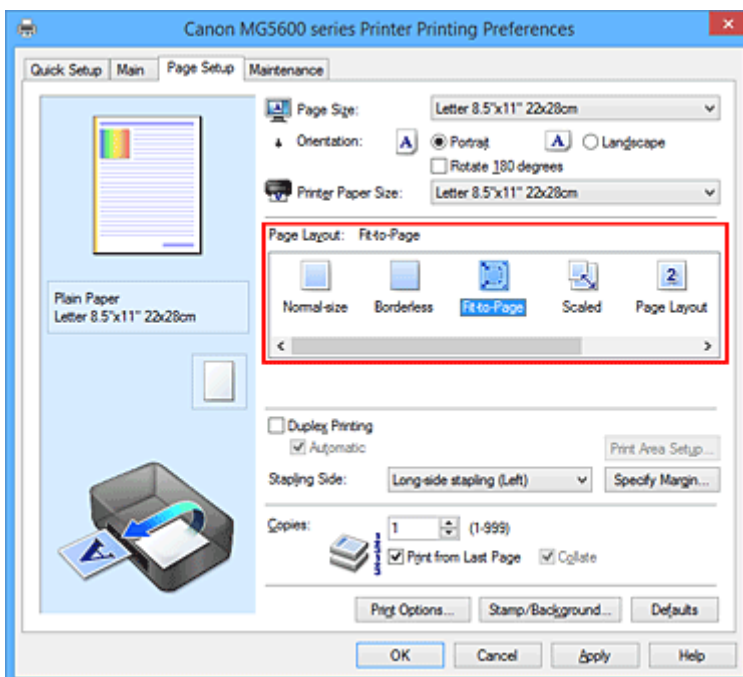 Canon MG5600 series Printer Printing Preferences
Quick Setup Main Page Setup Maintenance
Page Size: Letter 8.5"x11" 22x28cm
Orientation: A Portrait A Landscape
Rotate 180 degrees
Printer Paper Size: Letter 8.5"x11" 22x28cm
Page Layout: Fit-to-Page
Normal-size Borderless Fit-to-Page Scaled Page Layout
Plain Paper
Letter 8.5"x11" 22x28cm
Duplex Printing
Automatic
Print Area Setup...
Stapling Side: Long-side stapling (Left) Specify Margin...
Copies: 1 (1-999)
Print from Last Page Collate
Print Options... Stamp/Background... Defaults
OK Cancel Apply Help